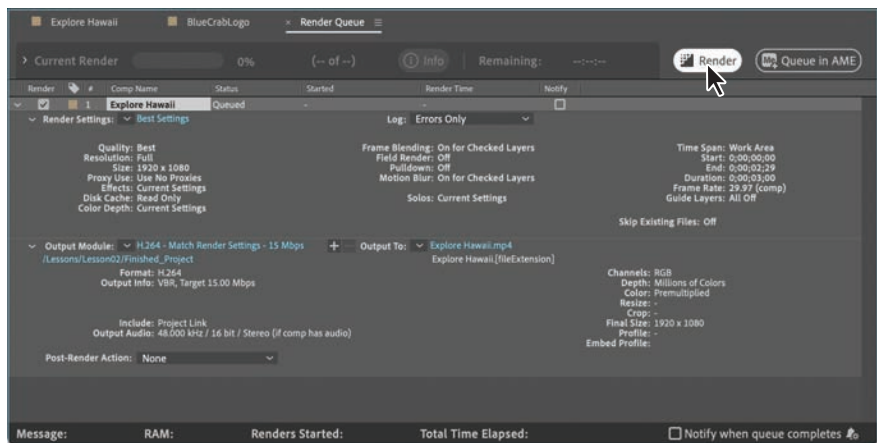 Explore Hawaii BlueCrabLogo × Render Queue
Current Render 0% (-- of --) Info Remaining: --:--:-- Render Queue in AME
Render # Comp Name Status Started Render Time Notify
1 Explore Hawaii Queued - -
Render Settings: Best Settings Log: Errors Only
Quality: Best Frame Blending: On for Checked Layers Time Span: Work Area
Resolution: Full Field Render: Off Start: 0;00;00;00
Size: 1920 x 1080 Pulldown: Off End: 0;00;02;29
Proxy Use: Use No Proxies Motion Blur: On for Checked Layers Duration: 0;00;03;00
Effects: Current Settings Frame Rate: 29.97 (comp)
Disk Cache: Read Only Solos: Current Settings Guide Layers: All Off
Color Depth: Current Settings
Skip Existing Files: Off
Output Module: H.264 - Match Render Settings - 15 Mbps + Output To: Explore Hawaii.mp4
/Lessons/Lesson02/Finished_Project Explore Hawaii.[fileExtension]
Format: H.264 Channels: RGB
Output Info: VBR, Target 15.00 Mbps Depth: Millions of Colors
Color: Premultiplied
Resize: -
Crop: -
Include: Project Link Final Size: 1920 x 1080
Output Audio: 48.000 kHz / 16 bit / Stereo (if comp has audio) Profile: -
Embed Profile:
Post-Render Action: None
Message: RAM: Renders Started: Total Time Elapsed: Notify when queue completes